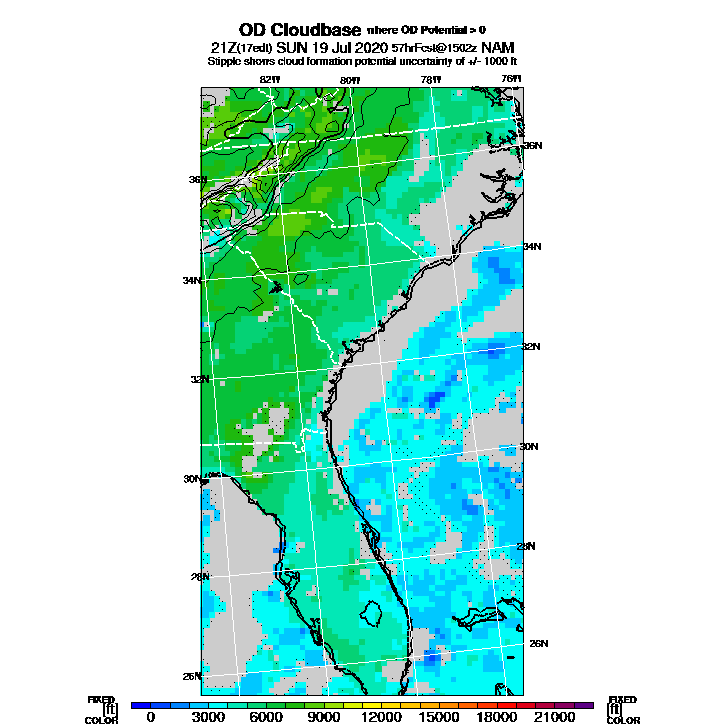 OD Cloudbase where OD Potential > 0
21Z(17edt) SUN 19 Jul 2020 57hrFcst@1502z NAM
Stipple shows cloud formation potential uncertainty of +/- 1000 ft
82W 80W 78W 76W
36N
36N
34N
34N
32N
32N
30N
30N
28N
28N
26N
26N
FIXED FIXED
[ft] [ft]
COLOR 0 3000 6000 9000 12000 15000 18000 21000 COLOR